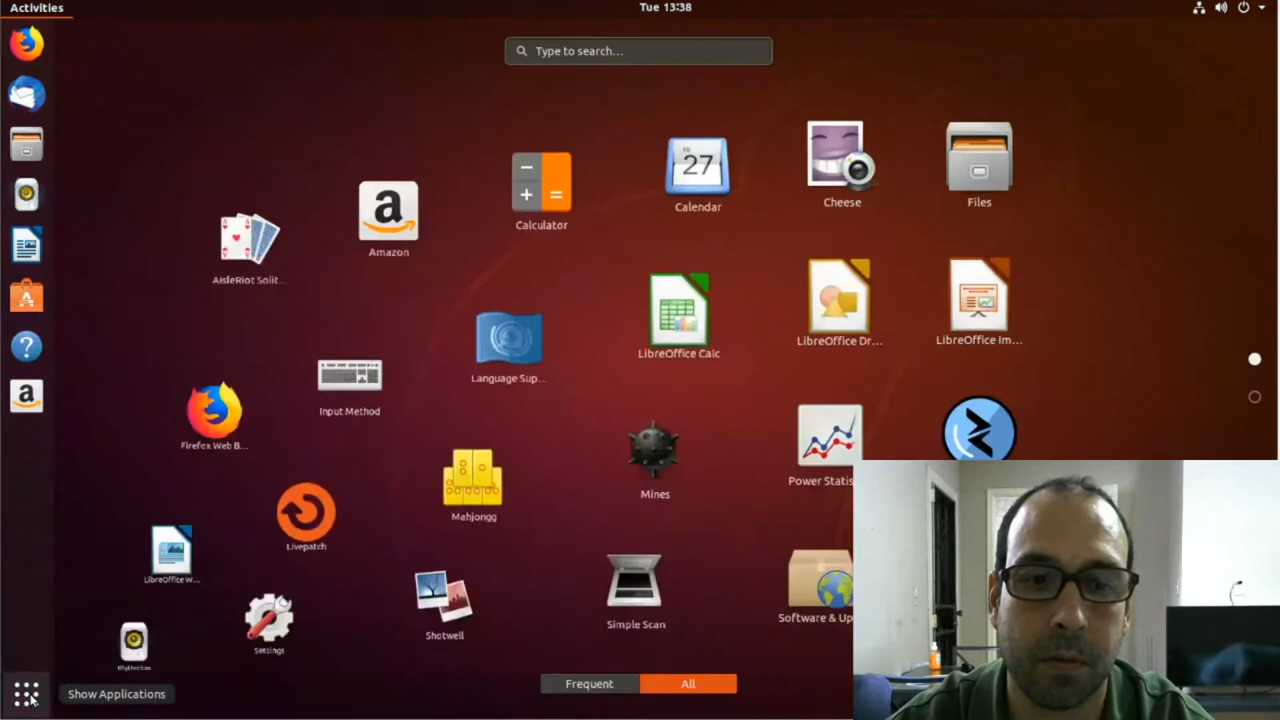 Activities
Tue 13:38
Type to search...
27
Cheese
Files
Calendar
Calculator
Amazon
AisleRiot Solit...
LibreOffice Dr...
LibreOffice Im...
LibreOffice Calc
Language Sup...
Input Method
Firefox Web B...
Power Statis
Mines
Mahjongg
Livepatch
LibreOffice W...
Software & Up
Simple Scan
Shotwell
Settings
Rhythmbox
Show Applications
Frequent
All